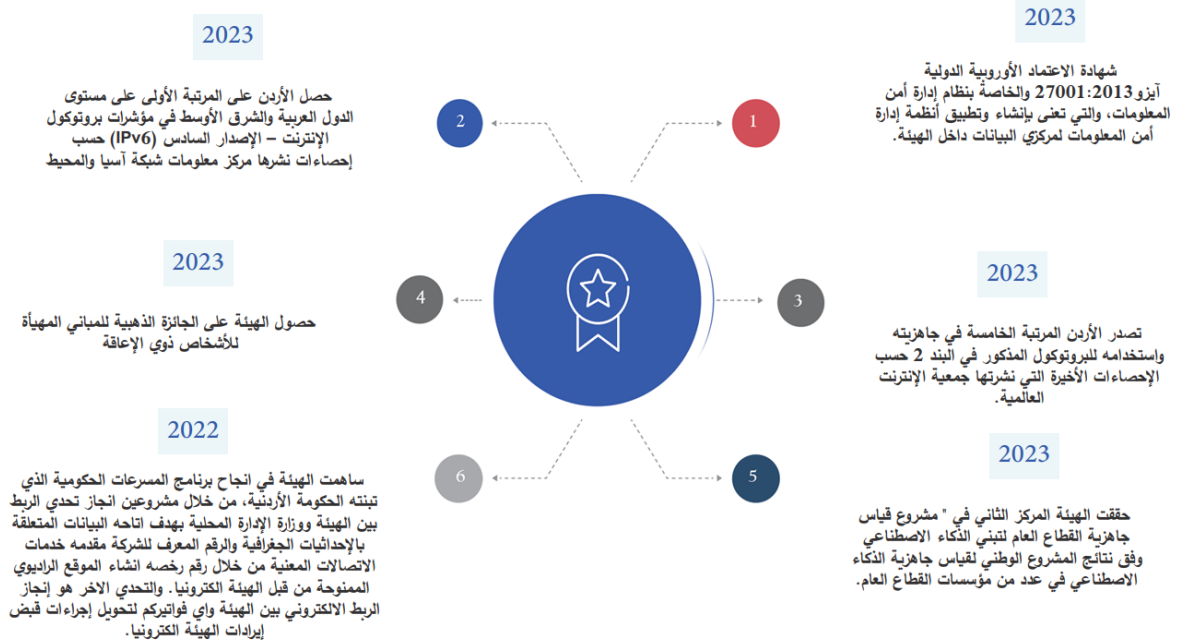 2023
1
شهادة الاعتماد الأوروبية الدولية
آيزو 27001:2013 والخاصة بنظام إدارة أمن
المعلومات، والتي تعنى بإنشاء وتطبيق أنظمة إدارة
أمن المعلومات لمركزي البيانات داخل الهيئة.
2023
2
حصل الأردن على المرتبة الأولى على مستوى
الدول العربية والشرق الأوسط في مؤشرات بروتوكول
الإنترنت – الإصدار السادس (IPv6) حسب
إحصاءات نشرها مركز معلومات شبكة آسيا والمحيط
2023
3
تصدر الأردن المرتبة الخامسة في جاهزيته
واستخدامه للبروتوكول المذكور في البند 2 حسب
الإحصاءات الأخيرة التي نشرتها جمعية الإنترنت
العالمية.
2023
4
حصول الهيئة على الجائزة الذهبية للمباني المهيأة
للأشخاص ذوي الإعاقة
2023
5
حققت الهيئة المركز الثاني في " مشروع قياس
جاهزية القطاع العام لتبني الذكاء الاصطناعي
وفق نتائج المشروع الوطني لقياس جاهزية الذكاء
الاصطناعي في عدد من مؤسسات القطاع العام.
2022
6
ساهمت الهيئة في انجاح برنامج المسرعات الحكومية الذي
تبنته الحكومة الأردنية، من خلال مشروعين انجاز تحدي الربط
بين الهيئة ووزارة الإدارة المحلية بهدف اتاحه البيانات المتعلقة
بالإحداثيات الجغرافية والرقم المعرف للشركة مقدمه خدمات
الاتصالات المعنية من خلال رقم رخصه انشاء الموقع الراديوي
الممنوحة من قبل الهيئة الكترونيا. والتحدي الاخر هو إنجاز
الربط الالكتروني بين الهيئة واي فواتيركم لتحويل إجراءات قبض
إيرادات الهيئة الكترونيا.